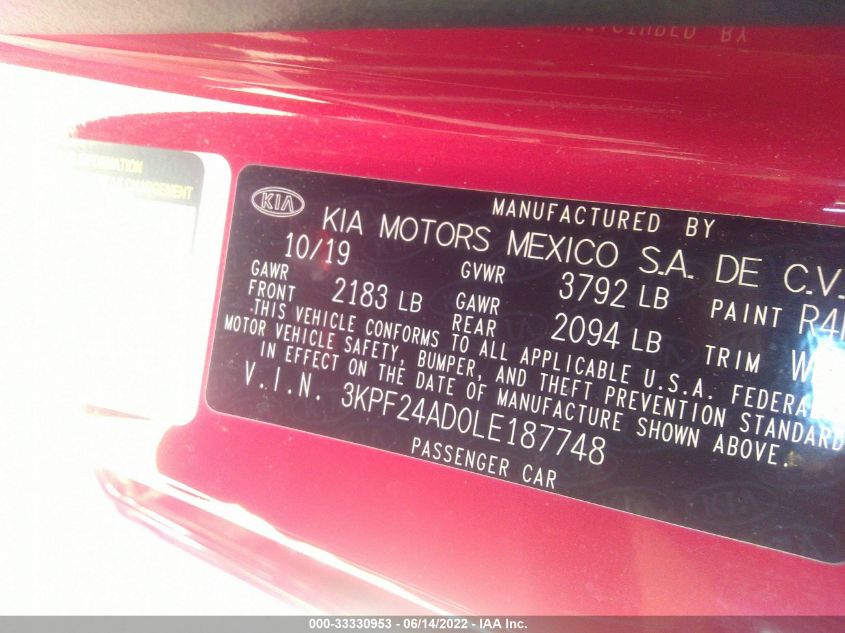 MANUFACTURED BY
INFORMATION
KIA
KIA MOTORS MEXICO S.A. DE C.V.
10/19 GVWR 3792 LB PAINT
GAWR FRONT 2183 LB GAWR REAR 2094 LB TRIM
THIS VEHICLE CONFORMS TO ALL APPLICABLE U.S.A. FEDERAL
MOTOR VEHICLE SAFETY, BUMPER, AND THEFT PREVENTION STANDARD
IN EFFECT ON THE DATE OF MANUFACTURE SHOWN ABOVE.
V.I.N. 3KPF24AD0LE187748
PASSENGER CAR
000-33330953 - 06/14/2022 - IAA Inc.